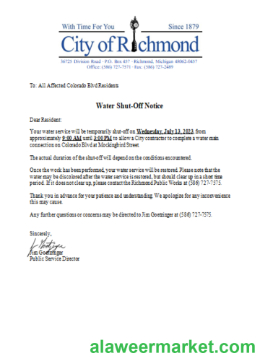 With Time For You Since 1879
City of Richmond
36725 Division Road · P.O. Box 457 · Richmond, Michigan 48062-0457
Office: (586) 727-7571 · Fax: (586) 727-2489
To: All Affected Colorado Blvd Residents
Water Shut-Off Notice
Dear Resident:
Your water service will be temporarily shut-off on Wednesday, July 13, 2022, from
approximately 9:00 AM until 3:00 PM to allow a City contractor to complete a water main
connection on Colorado Blvd at Mockingbird Street.
The actual duration of the shut-off will depend on the conditions encountered.
Once the work has been performed, your water service will be restored. Please note that the
water may be discolored after the water service is restored, but should clear up in a short time
period. If it does not clear up, please contact the Richmond Public Works at (586) 727-7575.
Thank you in advance for your patience and understanding. We apologize for any inconvenience
this may cause.
Any further questions or concerns may be directed to Jim Goetzinger at (586) 727-7575.
Sincerely,
Jim Goetzinger
Public Service Director
alaweermarket.com